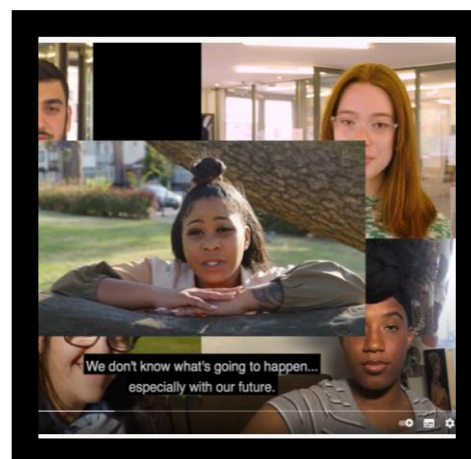 We don't know what's going to happen...
especially with our future.